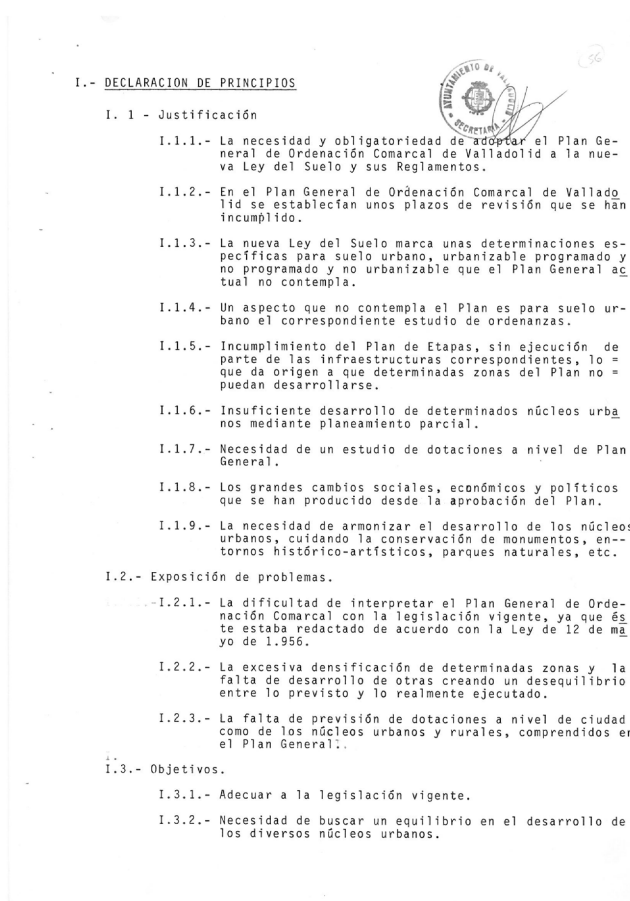 56
AYUNTAMIENTO DE VALLADOLID
SECRETARIA
I.- DECLARACION DE PRINCIPIOS
I. 1 - Justificación
I.1.1.- La necesidad y obligatoriedad de adoptar el Plan Ge-
neral de Ordenación Comarcal de Valladolid a la nue-
va Ley del Suelo y sus Reglamentos.
I.1.2.- En el Plan General de Ordenación Comarcal de Vallado
lid se establecían unos plazos de revisión que se han
incumplido.
I.1.3.- La nueva Ley del Suelo marca unas determinaciones es-
pecíficas para suelo urbano, urbanizable programado y
no programado y no urbanizable que el Plan General ac
tual no contempla.
I.1.4.- Un aspecto que no contempla el Plan es para suelo ur-
bano el correspondiente estudio de ordenanzas.
I.1.5.- Incumplimiento del Plan de Etapas, sin ejecución de
parte de las infraestructuras correspondientes, lo =
que da origen a que determinadas zonas del Plan no =
puedan desarrollarse.
I.1.6.- Insuficiente desarrollo de determinados núcleos urba
nos mediante planeamiento parcial.
I.1.7.- Necesidad de un estudio de dotaciones a nivel de Plan
General.
I.1.8.- Los grandes cambios sociales, económicos y políticos
que se han producido desde la aprobación del Plan.
I.1.9.- La necesidad de armonizar el desarrollo de los núcleos
urbanos, cuidando la conservación de monumentos, en--
tornos histórico-artísticos, parques naturales, etc.
I.2.- Exposición de problemas.
I.2.1.- La dificultad de interpretar el Plan General de Orde-
nación Comarcal con la legislación vigente, ya que és
te estaba redactado de acuerdo con la Ley de 12 de ma
yo de 1.956.
I.2.2.- La excesiva densificación de determinadas zonas y la
falta de desarrollo de otras creando un desequilibrio
entre lo previsto y lo realmente ejecutado.
I.2.3.- La falta de previsión de dotaciones a nivel de ciudad
como de los núcleos urbanos y rurales, comprendidos en
el Plan General.
I.3.- Objetivos.
I.3.1.- Adecuar a la legislación vigente.
I.3.2.- Necesidad de buscar un equilibrio en el desarrollo de
los diversos núcleos urbanos.